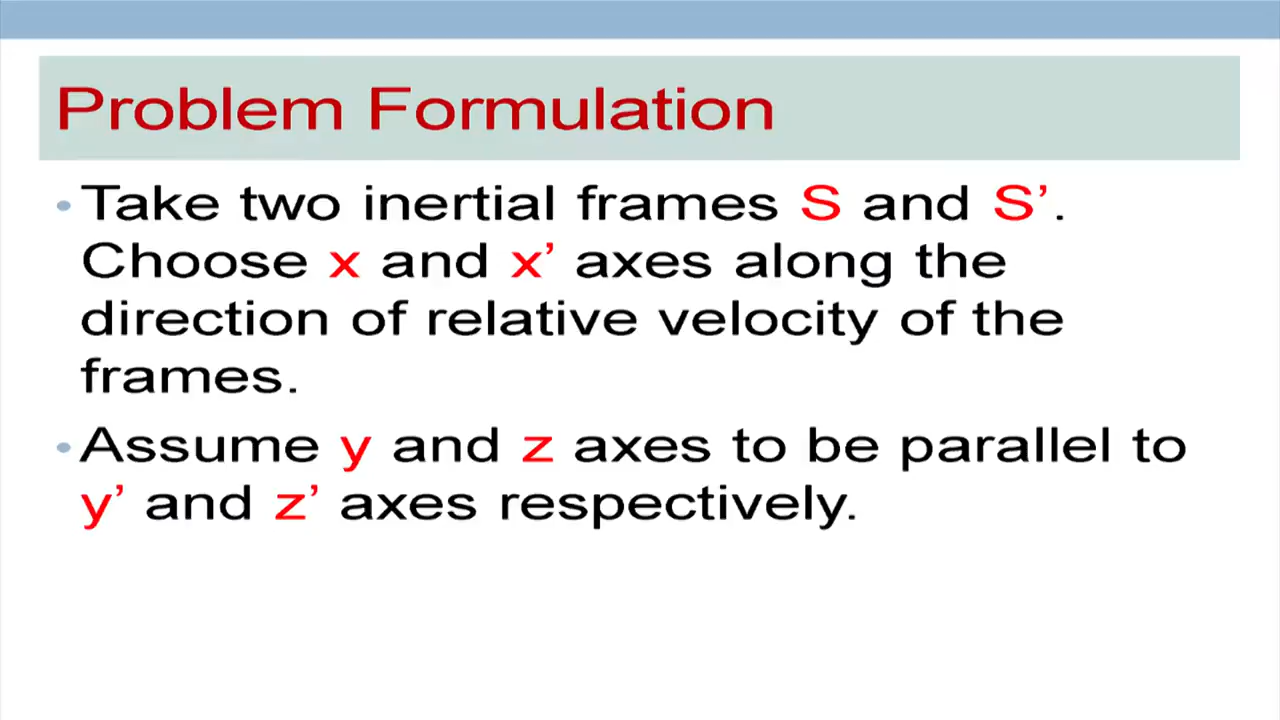 Problem Formulation
• Take two inertial frames S and S’.
Choose x and x’ axes along the
direction of relative velocity of the
frames.
• Assume y and z axes to be parallel to
y’ and z’ axes respectively.